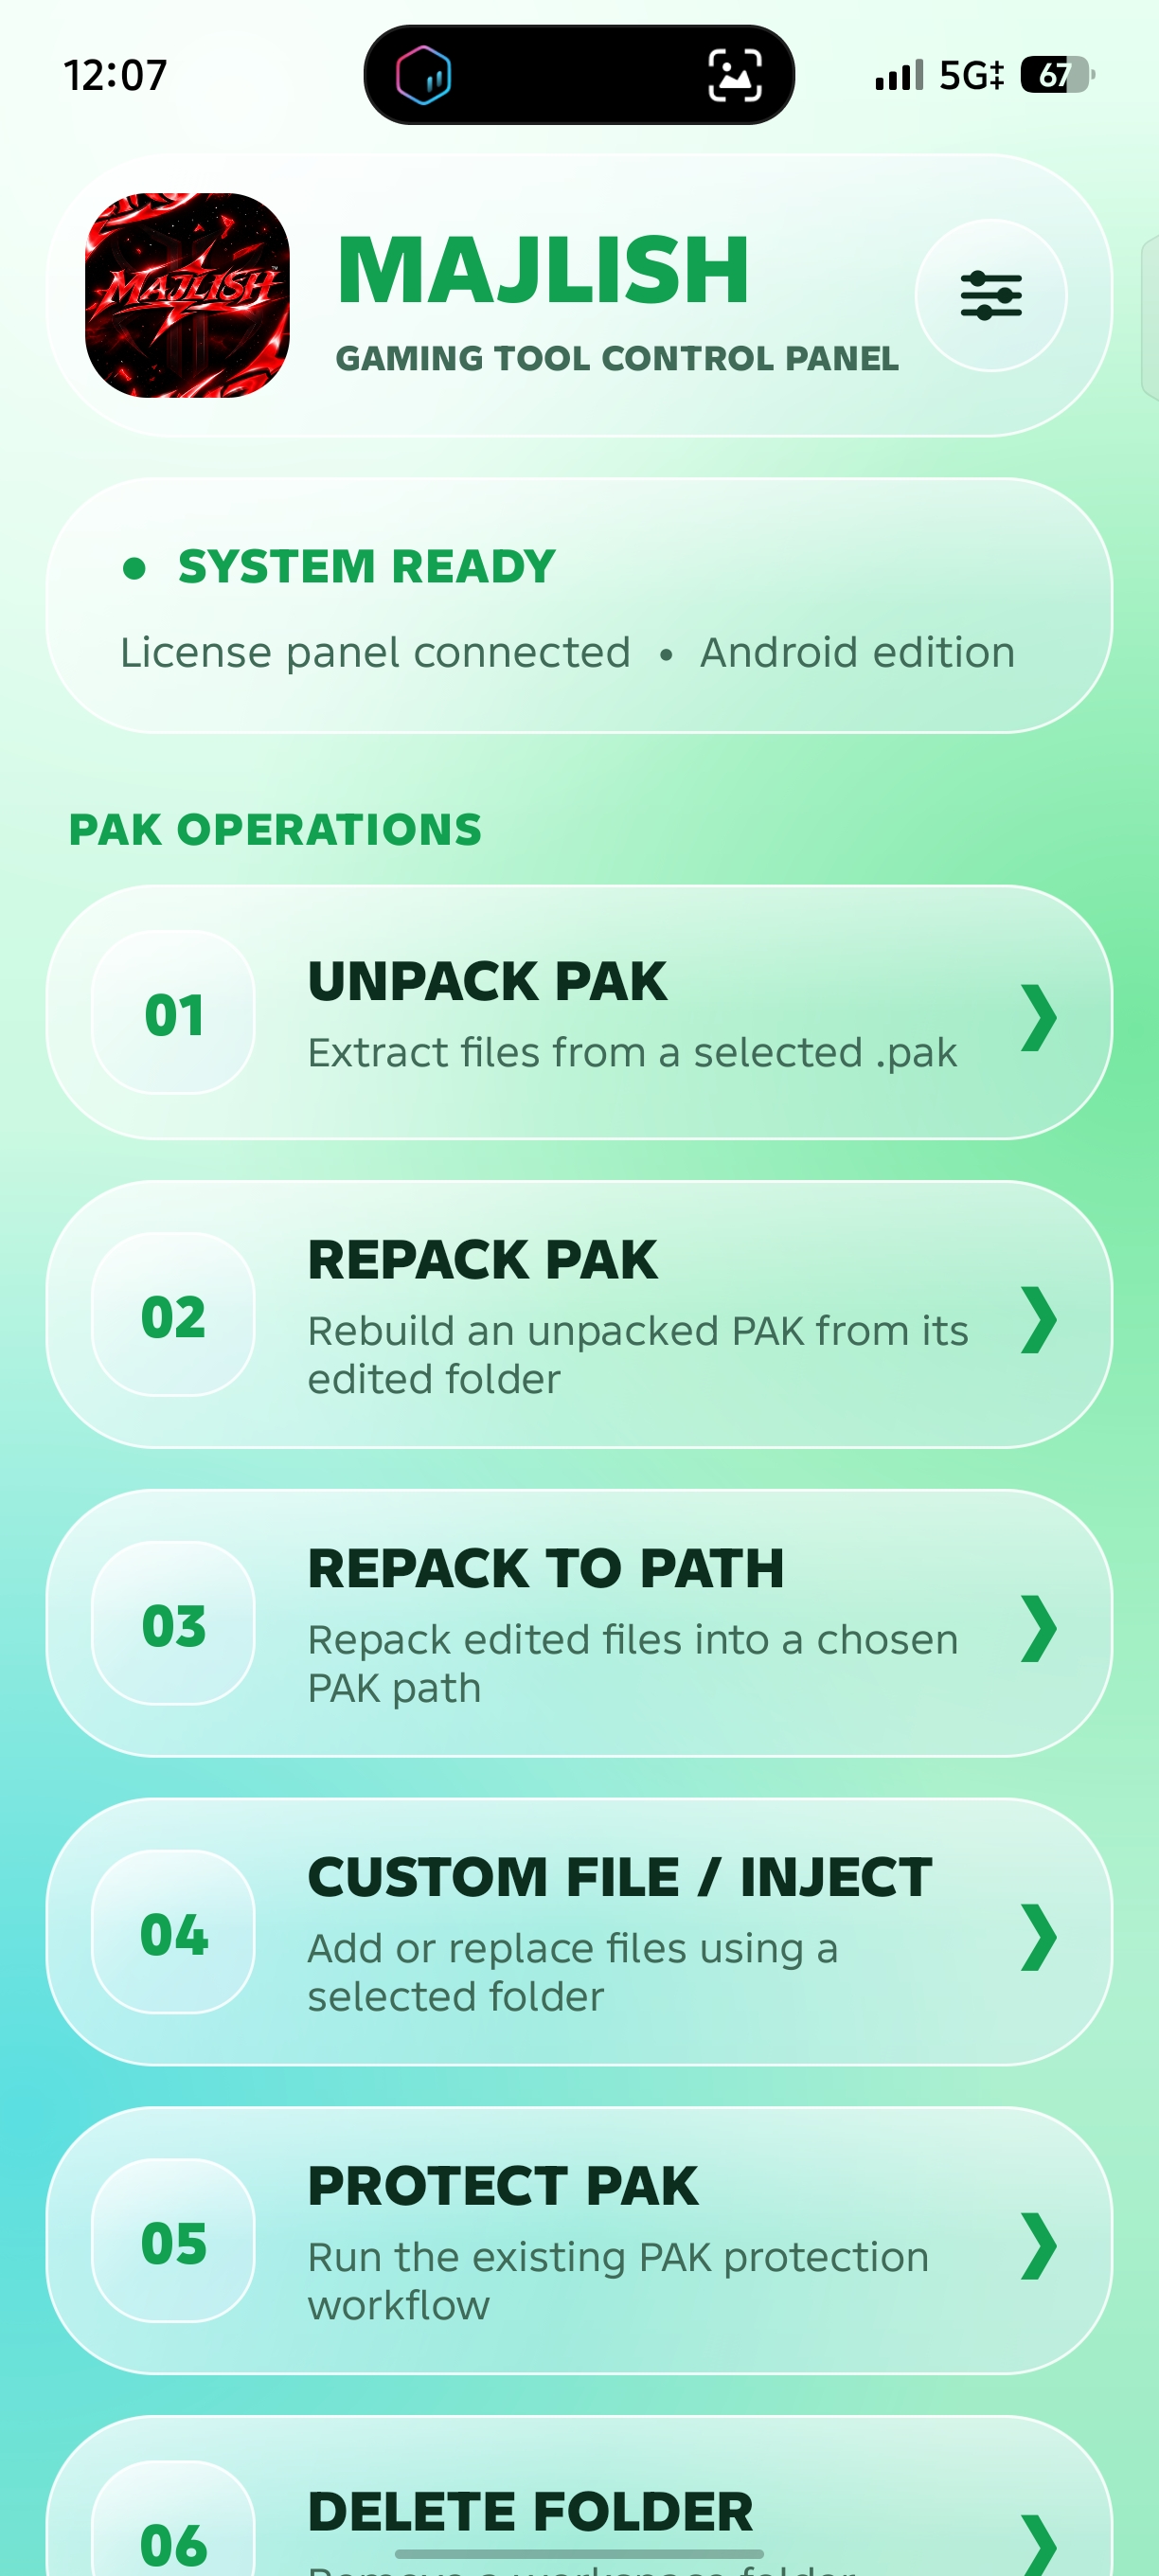 12:07
5G‡
67
MAJLISH
MAJLISH
GAMING TOOL CONTROL PANEL
● SYSTEM READY
License panel connected • Android edition
PAK OPERATIONS
01
UNPACK PAK
Extract files from a selected .pak
02
REPACK PAK
Rebuild an unpacked PAK from its
edited folder
03
REPACK TO PATH
Repack edited files into a chosen
PAK path
04
CUSTOM FILE / INJECT
Add or replace files using a
selected folder
05
PROTECT PAK
Run the existing PAK protection
workflow
06
DELETE FOLDER
Remove a workspace folder